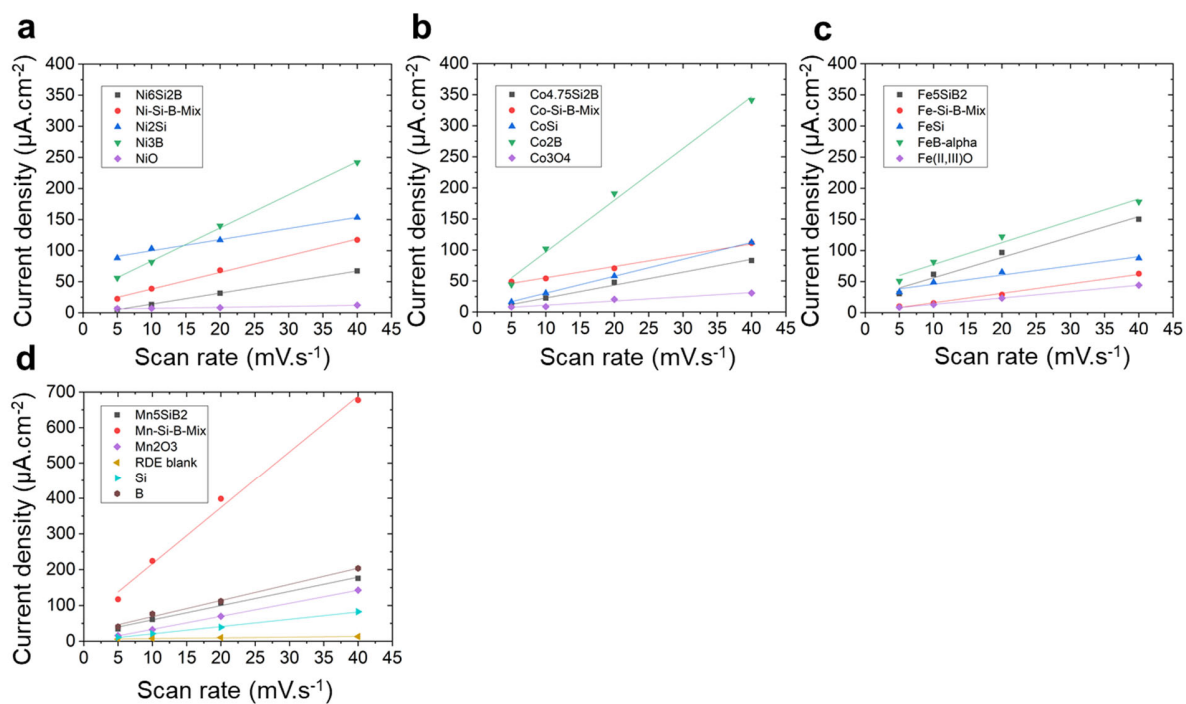 a
Current density (µA.cm⁻²)
400
350
300
250
200
150
100
50
0
Ni6Si2B
Ni-Si-B-Mix
Ni2Si
Ni3B
NiO
0 5 10 15 20 25 30 35 40 45
Scan rate (mV.s⁻¹)
b
Current density (µA.cm⁻²)
400
350
300
250
200
150
100
50
0
Co4.75Si2B
Co-Si-B-Mix
CoSi
Co2B
Co3O4
0 5 10 15 20 25 30 35 40 45
Scan rate (mV.s⁻¹)
c
Current density (µA.cm⁻²)
400
350
300
250
200
150
100
50
0
Fe5SiB2
Fe-Si-B-Mix
FeSi
FeB-alpha
Fe(II,III)O
0 5 10 15 20 25 30 35 40 45
Scan rate (mV.s⁻¹)
d
Current density (µA.cm⁻²)
700
600
500
400
300
200
100
0
Mn5SiB2
Mn-Si-B-Mix
Mn2O3
RDE blank
Si
B
0 5 10 15 20 25 30 35 40 45
Scan rate (mV.s⁻¹)